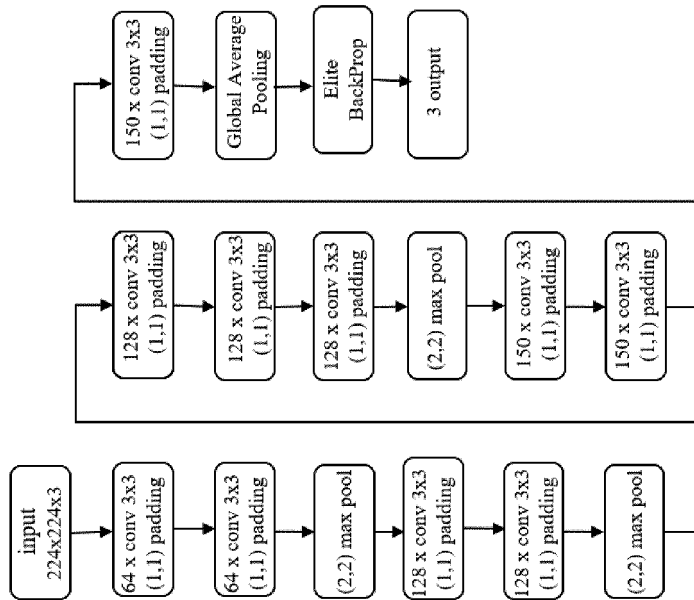 input
224x224x3
64 x conv 3x3
(1,1) padding
64 x conv 3x3
(1,1) padding
(2,2) max pool
128 x conv 3x3
(1,1) padding
128 x conv 3x3
(1,1) padding
(2,2) max pool
128 x conv 3x3
(1,1) padding
128 x conv 3x3
(1,1) padding
128 x conv 3x3
(1,1) padding
(2,2) max pool
150 x conv 3x3
(1,1) padding
150 x conv 3x3
(1,1) padding
150 x conv 3x3
(1,1) padding
Global Average
Pooling
Elite
BackProp
3 output